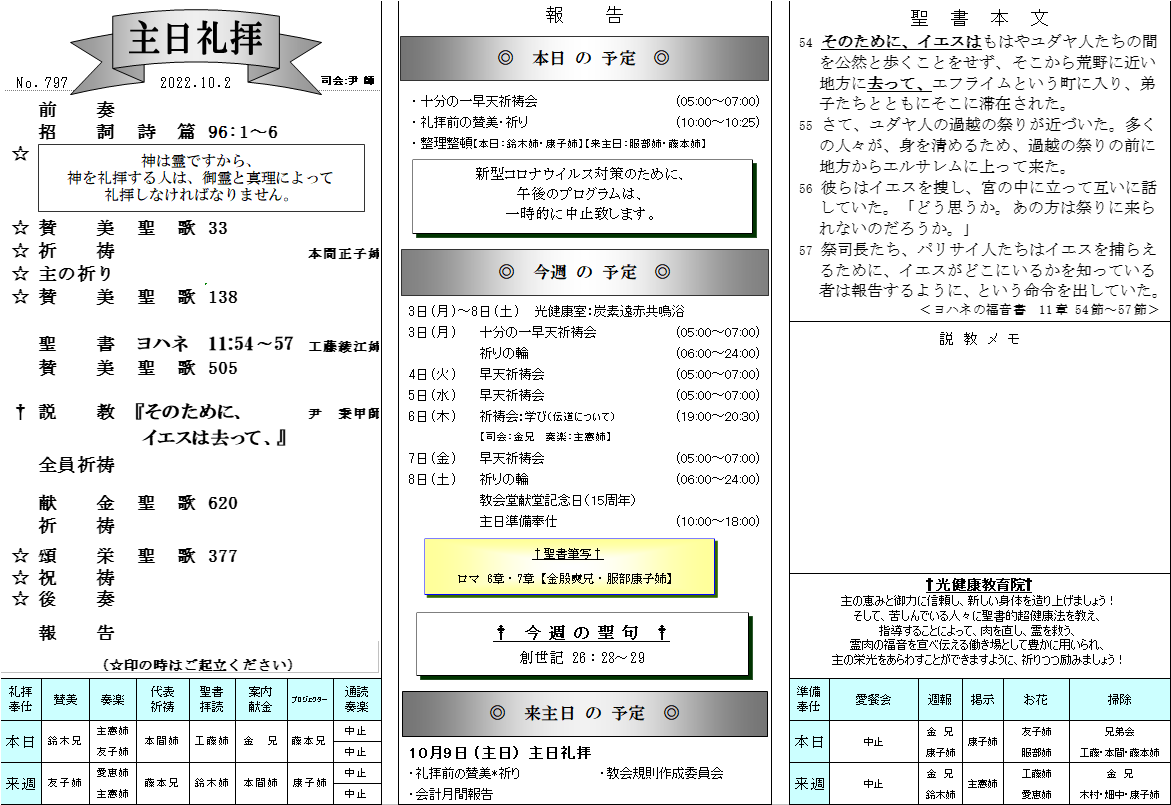 主日礼拝
No. 797
2022.10.2
司会:尹 師
前 奏
招 詞 詩 篇 96:1～6
☆
神は霊ですから、
神を礼拝する人は、御霊と真理によって
礼拝しなければなりません。
☆ 賛 美 聖 歌 33
☆ 祈 祷 本間正子姉
☆ 主の祈り
☆ 賛 美 聖 歌 138
聖 書 ヨハネ 11:54～57 工藤綾江姉
賛 美 聖 歌 505
† 説 教 『そのために、 尹 秉甲師
イエスは去って、』
全員祈祷
献 金 聖 歌 620
祈 祷
☆ 頌 栄 聖 歌 377
☆ 祝 祷
☆ 後 奏
報 告
(☆印の時はご起立ください)
礼拝奉仕 賛美 奏楽 代表祈祷 聖書拝読 案内献金 プロジェクター 通読奏楽
本日 鈴木兄 主憲姉 友子姉 本間姉 工藤姉 金 兄 藤本兄 中止 中止
来週 友子姉 愛恵姉 主憲姉 藤本兄 鈴木姉 本間姉 康子姉 中止 中止
報 告
◎ 本日 の 予定 ◎
・十分の一早天祈祷会 (05:00～07:00)
・礼拝前の賛美・祈り (10:00～10:25)
・整理整頓【本日:鈴木姉・康子姉】【来主日:服部姉・藤本姉】
新型コロナウイルス対策のために、
午後のプログラムは、
一時的に中止致します。
◎ 今週 の 予定 ◎
3日(月)～8日(土) 光健康室:炭素遠赤共鳴浴
3日(月) 十分の一早天祈祷会 (05:00～07:00)
祈りの輪 (06:00～24:00)
4日(火) 早天祈祷会 (05:00～07:00)
5日(水) 早天祈祷会 (05:00～07:00)
6日(木) 祈祷会:学び(伝道について) (19:00～20:30)
【司会:金兄 奏楽:主憲姉】
7日(金) 早天祈祷会 (05:00～07:00)
8日(土) 祈りの輪 (06:00～24:00)
教会堂献堂記念日(15周年)
主日準備奉仕 (10:00～18:00)
†聖書筆写†
ロマ 6章・7章【金殷奭兄・服部康子姉】
† 今 週 の 聖 句 †
創世記 26:28～29
◎ 来主日 の 予定 ◎
10月9日(主日) 主日礼拝
・礼拝前の賛美*祈り ・教会規則作成委員会
・会計月間報告
聖 書 本 文
54 そのために、イエスはもはやユダヤ人たちの間
を公然と歩くことをせず、そこから荒野に近い
地方に去って、エフライムという町に入り、弟
子たちとともにそこに滞在された。
55 さて、ユダヤ人の過越の祭りが近づいた。多く
の人々が、身を清めるため、過越の祭りの前に
地方からエルサレムに上って来た。
56 彼らはイエスを捜し、宮の中に立って互いに話
していた。「どう思うか。あの方は祭りに来ら
れないのだろうか。」
57 祭司長たち、パリサイ人たちはイエスを捕らえ
るために、イエスがどこにいるかを知っている
者は報告するように、という命令を出していた。
＜ヨハネの福音書 11章 54節～57節＞
説 教 メ モ
†光健康教育院†
主の恵みと御力に信頼し、新しい身体を造り上げましょう！
そして、苦しんでいる人々に聖書的超健康法を教え、
指導することによって、肉を直し、霊を救う、
霊肉の福音を宣べ伝える働き場として豊かに用いられ、
主の栄光をあらわすことができますように、祈りつつ励みましょう！
準備奉仕 愛餐会 週報 掲示 お花 掃除
本日 中止 金 兄 康子姉 康子姉 友子姉 服部姉 兄弟会 工藤・本間・藤本姉
来週 中止 金 兄 鈴木姉 主憲姉 工藤姉 愛恵姉 金 兄 木村・畑中・康子姉